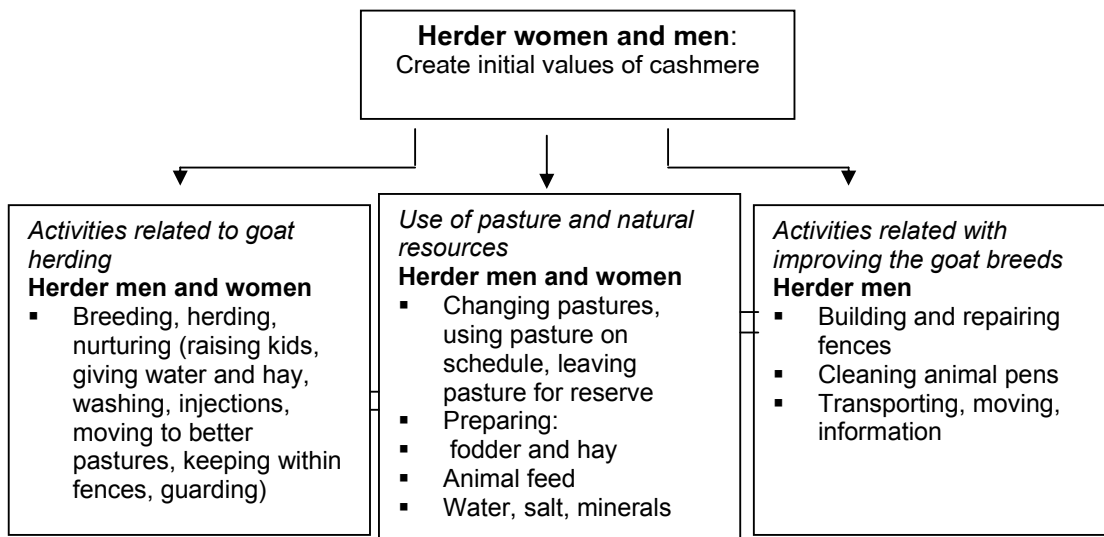 Herder women and men:
Create initial values of cashmere
Activities related to goat
herding
Herder men and women
▪ Breeding, herding,
nurturing (raising kids,
giving water and hay,
washing, injections,
moving to better
pastures, keeping within
fences, guarding)
Use of pasture and natural
resources
Herder men and women
▪ Changing pastures,
using pasture on
schedule, leaving
pasture for reserve
▪ Preparing:
▪ fodder and hay
▪ Animal feed
▪ Water, salt, minerals
Activities related with
improving the goat breeds
Herder men
▪ Building and repairing
fences
▪ Cleaning animal pens
▪ Transporting, moving,
information